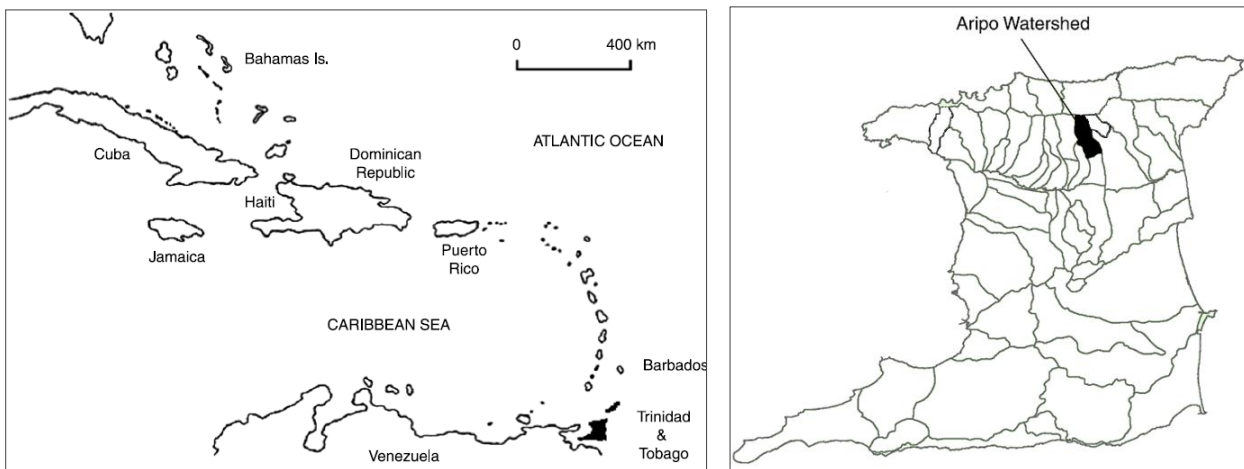 0 400 km
Bahamas Is.
ATLANTIC OCEAN
Cuba
Dominican
Republic
Haiti
Jamaica
Puerto
Rico
CARIBBEAN SEA
Barbados
Trinidad
&
Tobago
Venezuela
Aripo Watershed